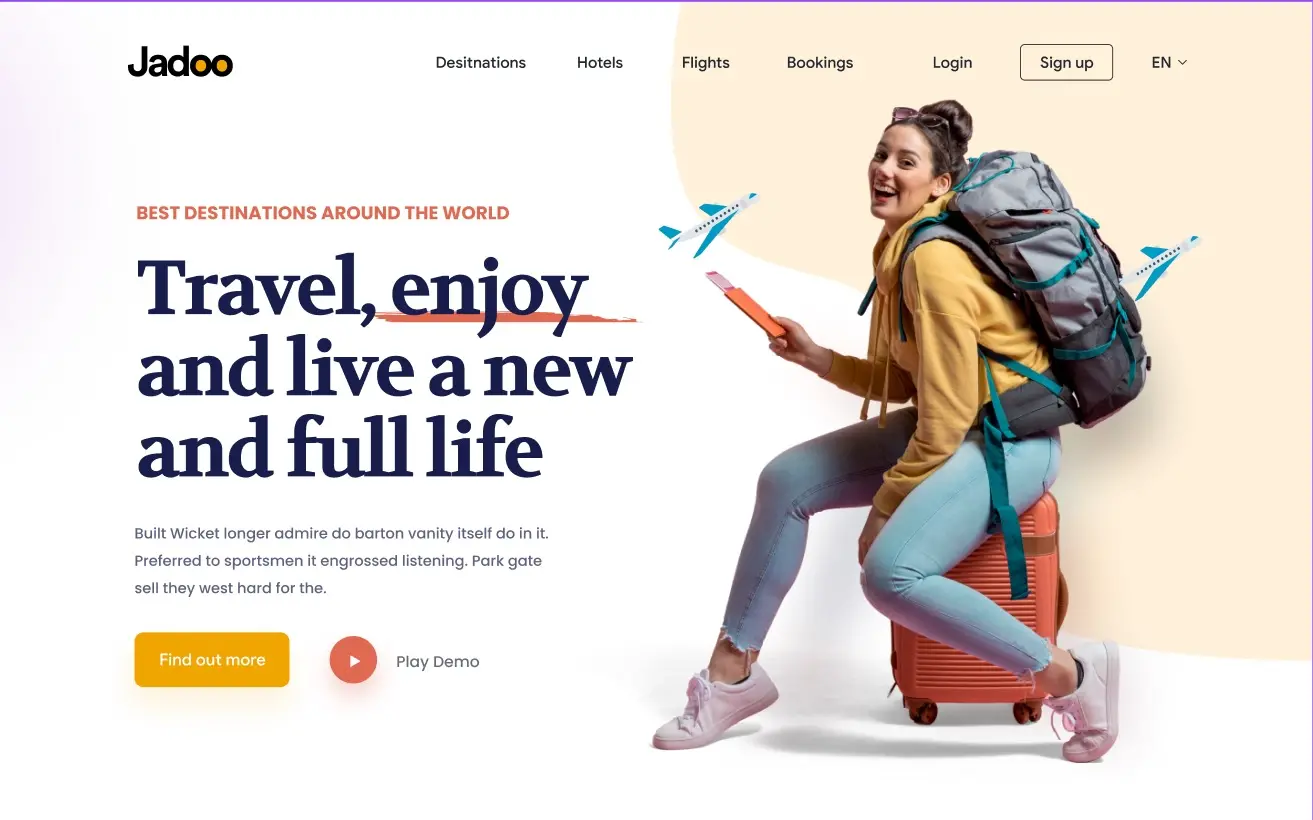 Jadoo
Desitnations
Hotels
Flights
Bookings
Login
Sign up
EN
BEST DESTINATIONS AROUND THE WORLD
Travel, enjoy
and live a new
and full life
Built Wicket longer admire do barton vanity itself do in it.
Preferred to sportsmen it engrossed listening. Park gate
sell they west hard for the.
Find out more
Play Demo